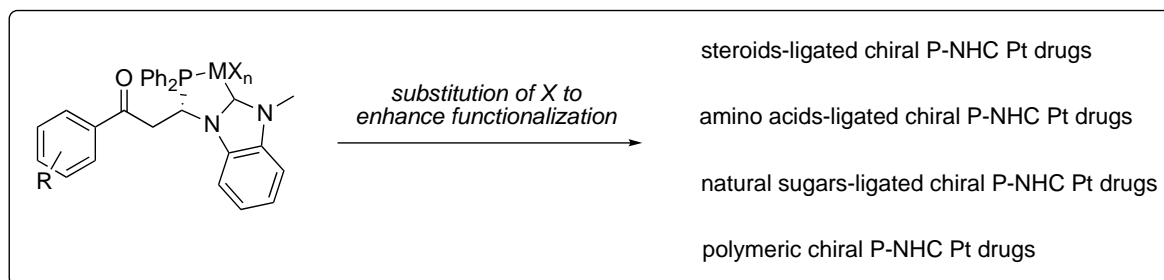 O
Ph2P
MXn
N
N
R
substitution of X to
enhance functionalization
steroids-ligated chiral P-NHC Pt drugs
amino acids-ligated chiral P-NHC Pt drugs
natural sugars-ligated chiral P-NHC Pt drugs
polymeric chiral P-NHC Pt drugs